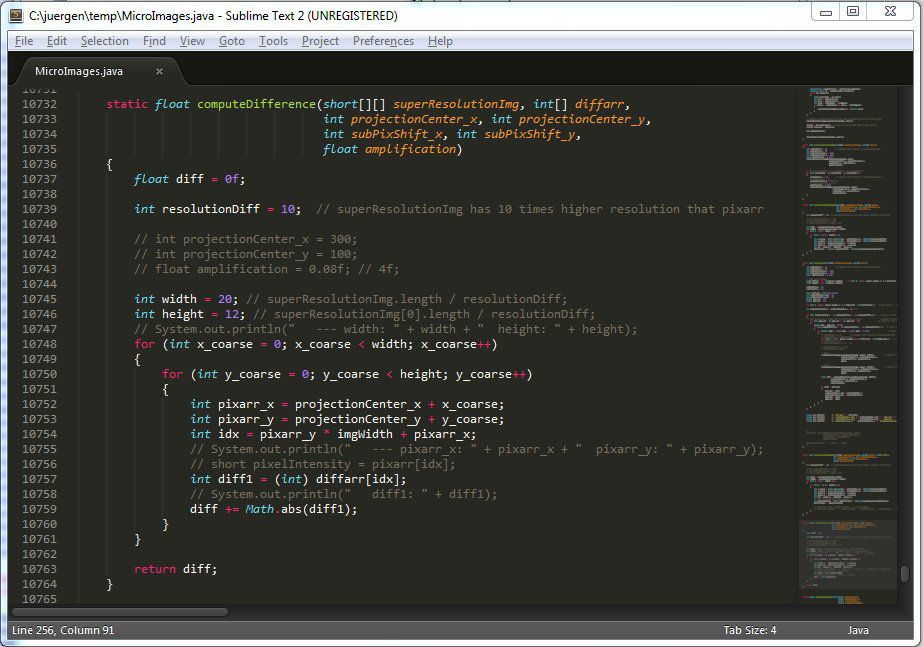 C:\juergen\temp\MicroImages.java - Sublime Text 2 (UNREGISTERED)
File Edit Selection Find View Goto Tools Project Preferences Help
MicroImages.java ×
10731
10732 static float computeDifference(short[][] superResolutionImg, int[] diffarr,
10733 int projectionCenter_x, int projectionCenter_y,
10734 int subPixShift_x, int subPixShift_y,
10735 float amplification)
10736 {
10737 float diff = 0f;
10738
10739 int resolutionDiff = 10; // superResolutionImg has 10 times higher resolution that pixarr
10740
10741 // int projectionCenter_x = 300;
10742 // int projectionCenter_y = 100;
10743 // float amplification = 0.08f; // 4f;
10744
10745 int width = 20; // superResolutionImg.length / resolutionDiff;
10746 int height = 12; // superResolutionImg[0].length / resolutionDiff;
10747 // System.out.println("   --- width: " + width + "  height: " + height);
10748 for (int x_coarse = 0; x_coarse < width; x_coarse++)
10749 {
10750 for (int y_coarse = 0; y_coarse < height; y_coarse++)
10751 {
10752 int pixarr_x = projectionCenter_x + x_coarse;
10753 int pixarr_y = projectionCenter_y + y_coarse;
10754 int idx = pixarr_y * imgWidth + pixarr_x;
10755 // System.out.println("   --- pixarr_x: " + pixarr_x + "  pixarr_y: " + pixarr_y);
10756 // short pixelIntensity = pixarr[idx];
10757 int diff1 = (int) diffarr[idx];
10758 // System.out.println("   diff1: " + diff1);
10759 diff += Math.abs(diff1);
10760 }
10761 }
10762
10763 return diff;
10764 }
10765
Line 256, Column 91 Tab Size: 4 Java